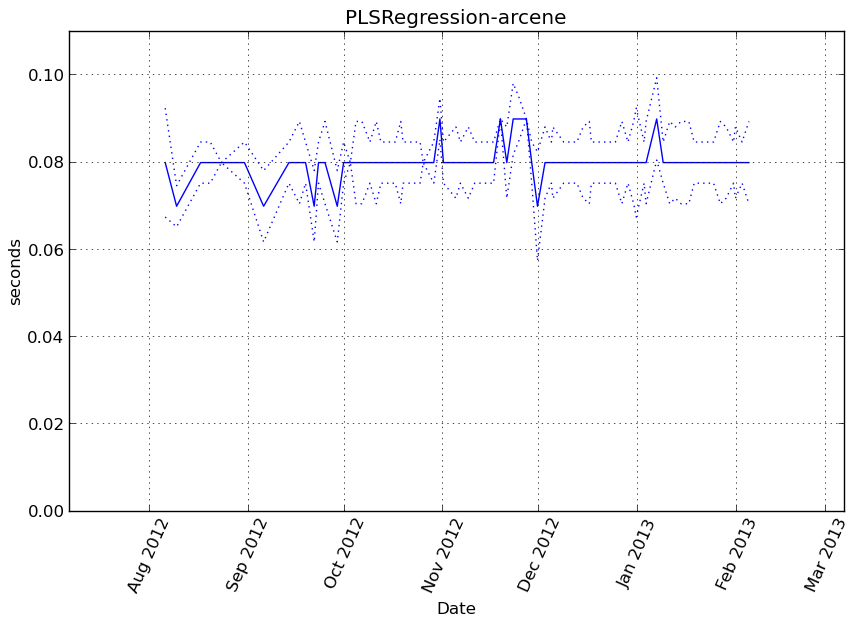 PLSRegression-arcene
0.10
0.08
0.06
0.04
0.02
0.00
seconds
Aug 2012
Sep 2012
Oct 2012
Nov 2012
Dec 2012
Jan 2013
Feb 2013
Mar 2013
Date